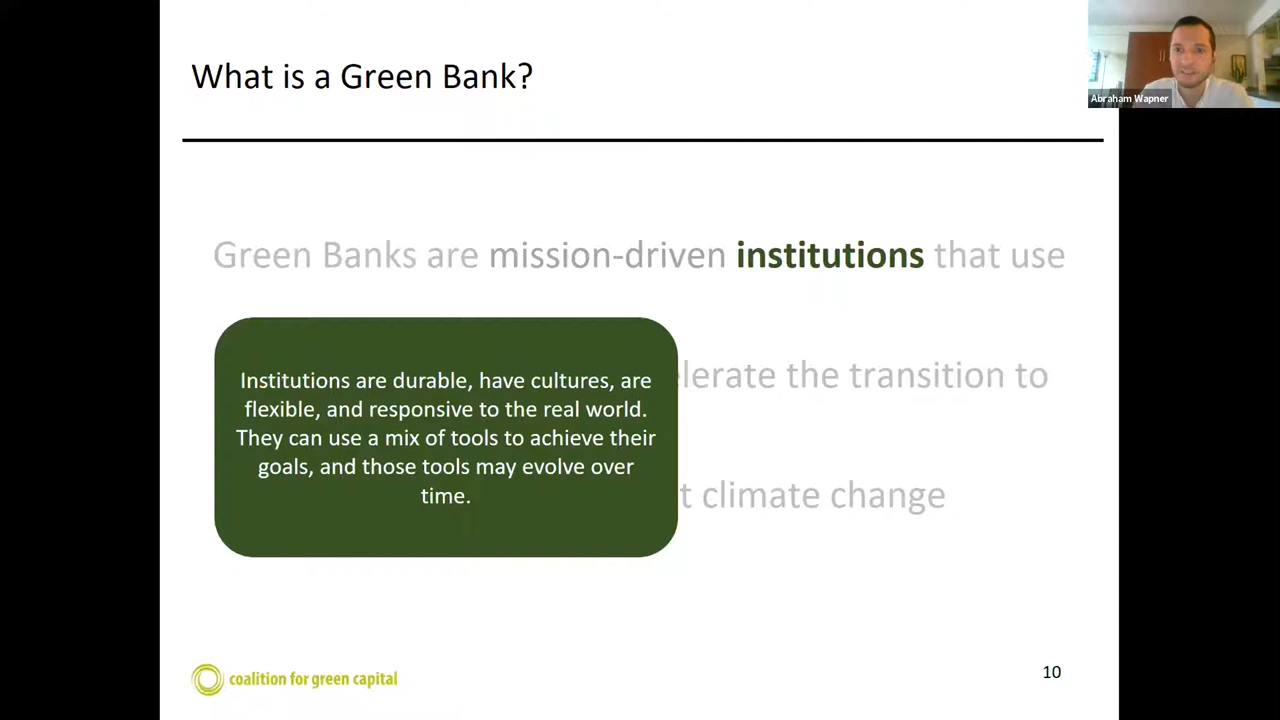 What is a Green Bank?
Abraham Wapner
Green Banks are mission-driven institutions that use
elerate the transition to
Institutions are durable, have cultures, are
flexible, and responsive to the real world.
They can use a mix of tools to achieve their
goals, and those tools may evolve over
time.
t climate change
coalition for green capital
10